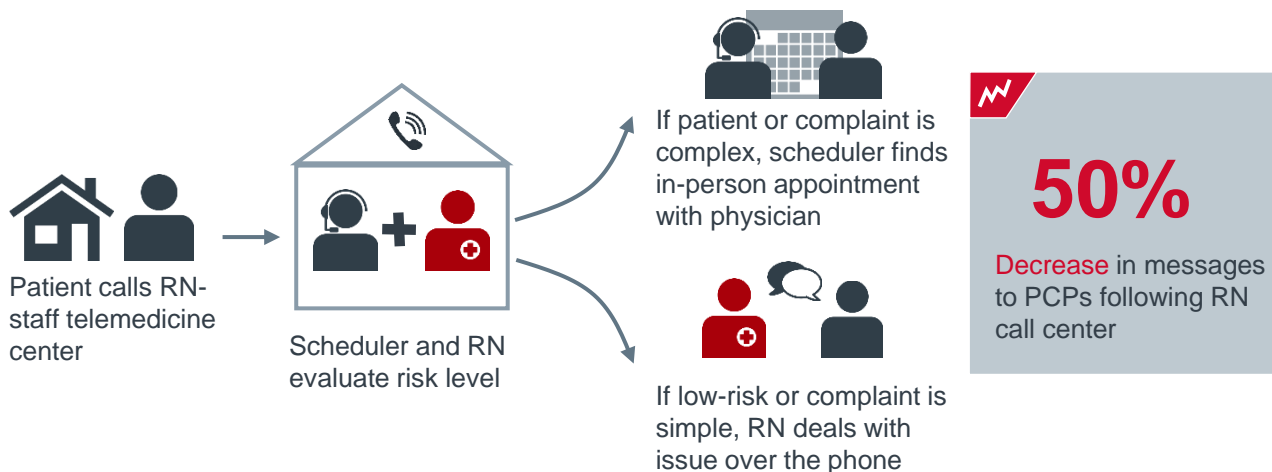 Patient calls RN-
staff telemedicine
center
Scheduler and RN
evaluate risk level
If patient or complaint is
complex, scheduler finds
in-person appointment
with physician
If low-risk or complaint is
simple, RN deals with
issue over the phone
50%
Decrease in messages
to PCPs following RN
call center